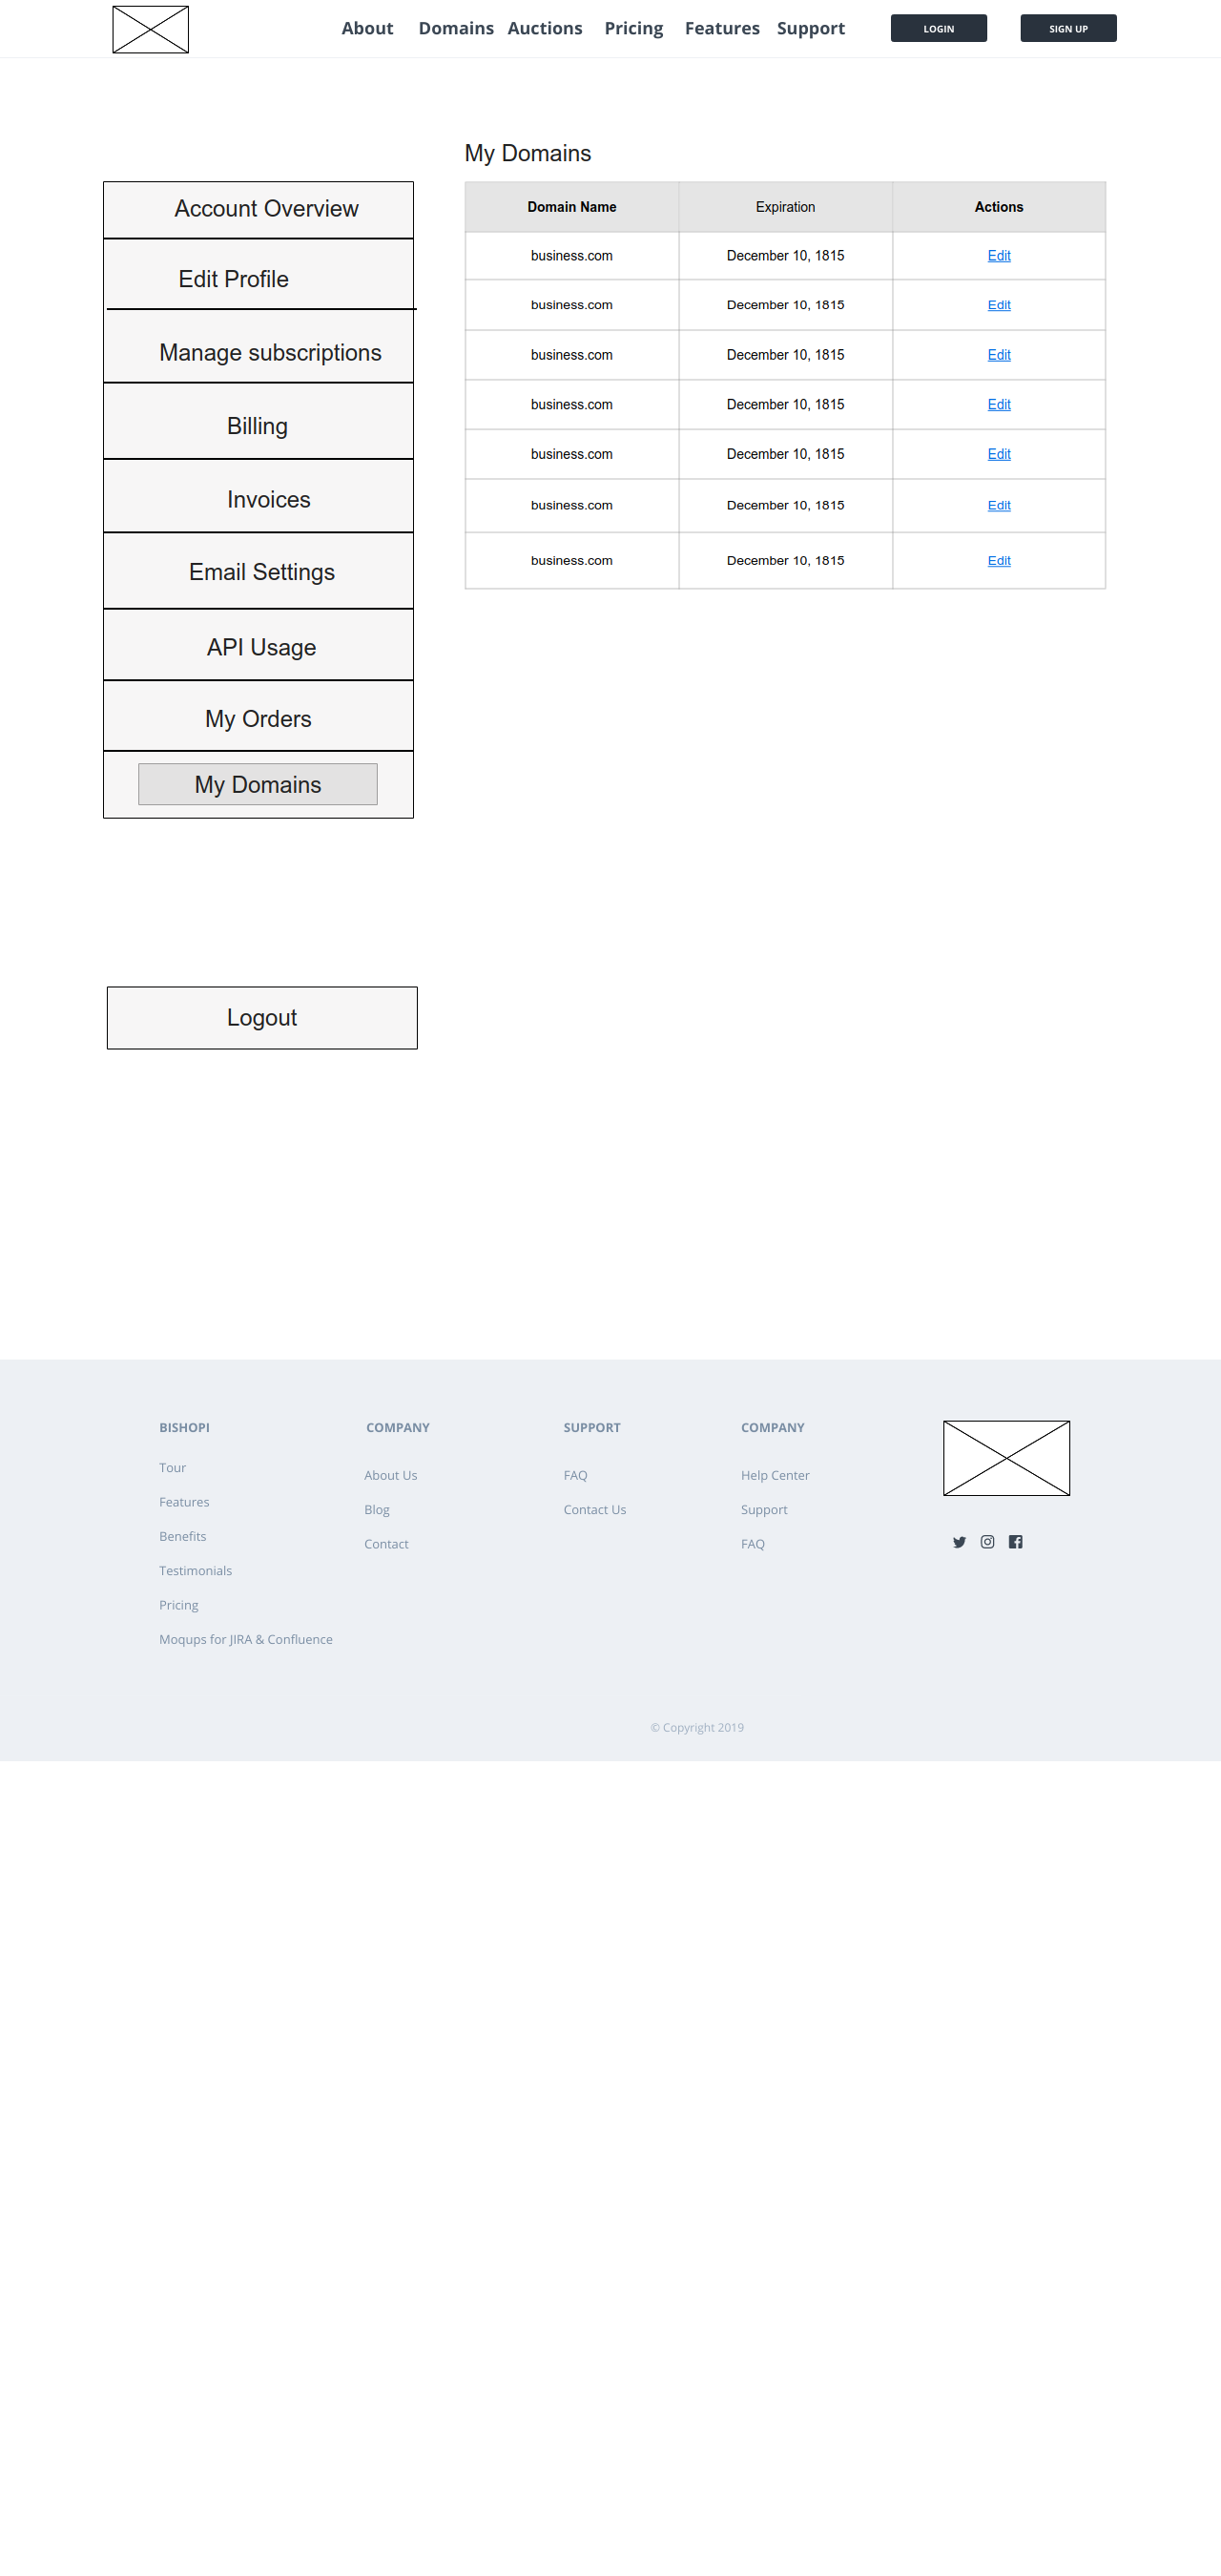 About Domains Auctions Pricing Features Support LOGIN SIGN UP
My Domains
Account Overview
Edit Profile
Manage subscriptions
Billing
Invoices
Email Settings
API Usage
My Orders
My Domains
Logout
Domain Name Expiration Actions
business.com December 10, 1815 Edit
business.com December 10, 1815 Edit
business.com December 10, 1815 Edit
business.com December 10, 1815 Edit
business.com December 10, 1815 Edit
business.com December 10, 1815 Edit
business.com December 10, 1815 Edit
BISHOPI
Tour
Features
Benefits
Testimonials
Pricing
Moqups for JIRA & Confluence
COMPANY
About Us
Blog
Contact
SUPPORT
FAQ
Contact Us
COMPANY
Help Center
Support
FAQ
© Copyright 2019